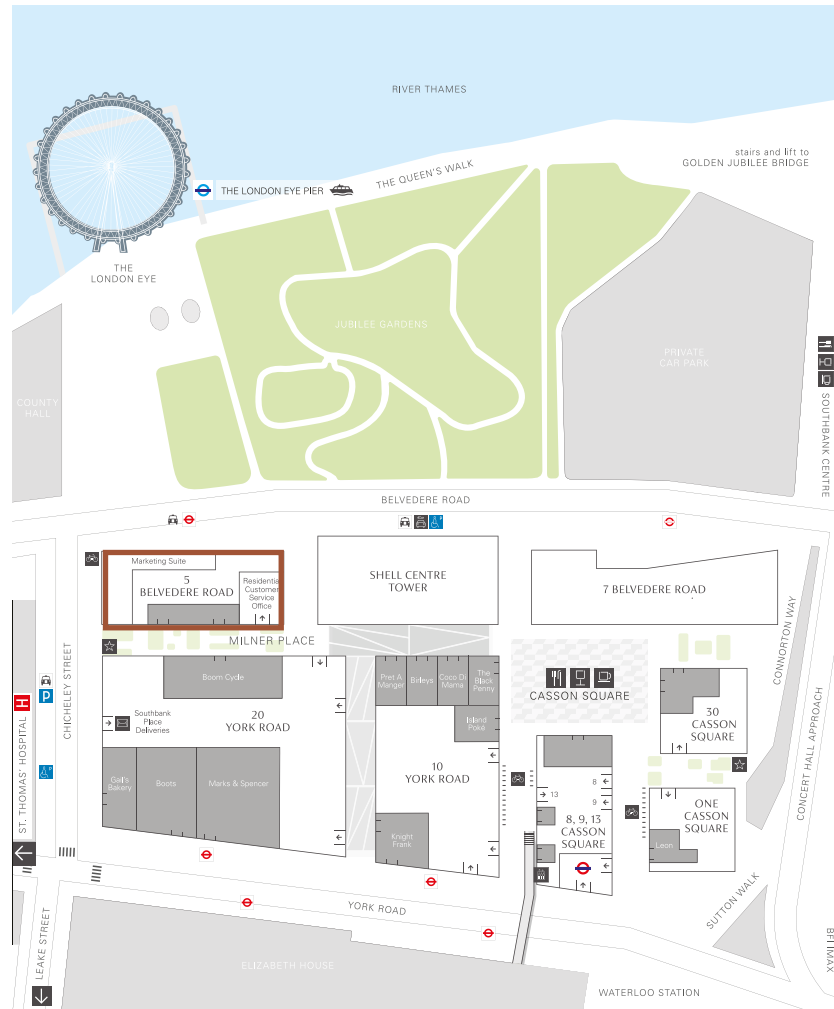 RIVER THAMES
stairs and lift to
GOLDEN JUBILEE BRIDGE
THE QUEEN'S WALK
THE LONDON EYE PIER
THE
LONDON EYE
JUBILEE GARDENS
PRIVATE
CAR PARK
COUNTY
HALL
SOUTHBANK CENTRE
BELVEDERE ROAD
Marketing Suite
5
BELVEDERE ROAD
Residential
Customer
Service
Office
SHELL CENTRE
TOWER
7 BELVEDERE ROAD
CONNORTON WAY
MILNER PLACE
CHICHELEY STREET
H
ST. THOMAS' HOSPITAL
P
P
Boom Cycle
Southbank
Place
Deliveries
20
YORK ROAD
Gail's
Bakery
Boots
Marks & Spencer
Pret A
Manger
Birleys
Coco Di
Mama
The
Black
Penny
Island
Poké
10
YORK ROAD
Knight
Frank
CASSON SQUARE
30
CASSON
SQUARE
8
13
9
8, 9, 13
CASSON
SQUARE
ONE
CASSON
SQUARE
Leon
CONCERT HALL APPROACH
SUTTON WALK
BFI IMAX
YORK ROAD
LEAKE STREET
ELIZABETH HOUSE
WATERLOO STATION